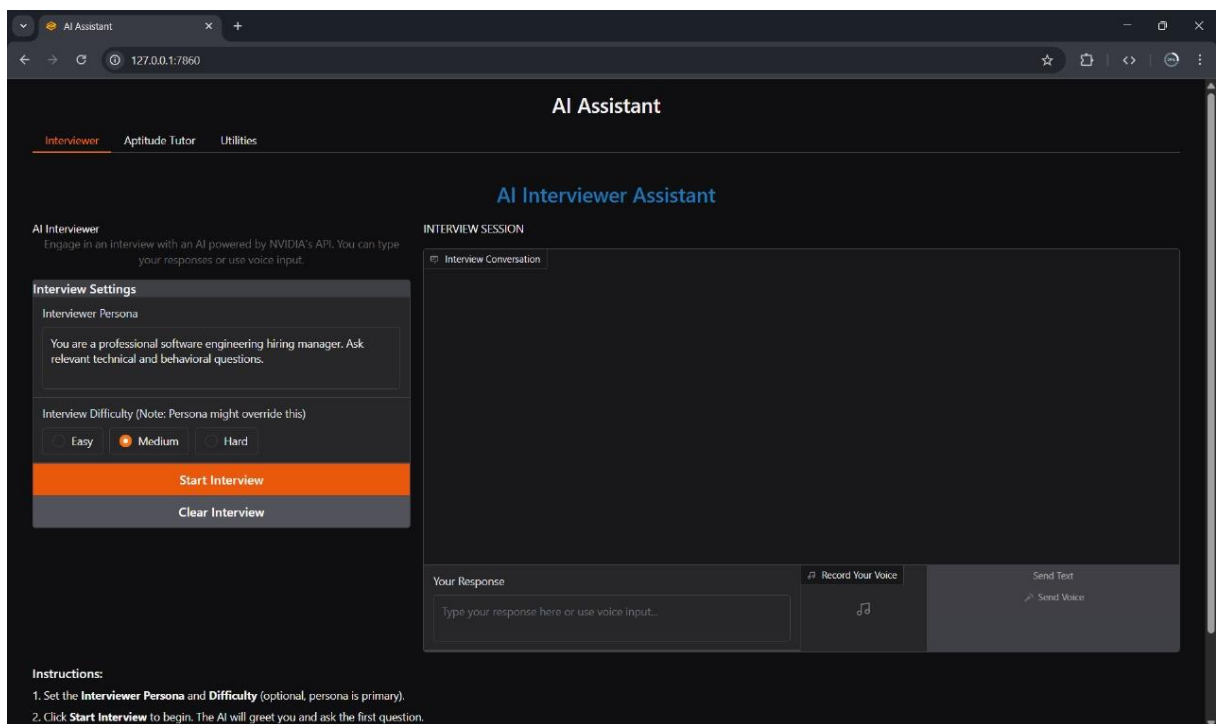 AI Assistant
127.0.0.1:7860
AI Assistant
Interviewer Aptitude Tutor Utilities
AI Interviewer Assistant
AI Interviewer
Engage in an interview with an AI powered by NVIDIA's API. You can type
your responses or use voice input.
Interview Settings
Interviewer Persona
You are a professional software engineering hiring manager. Ask
relevant technical and behavioral questions.
Interview Difficulty (Note: Persona might override this)
Easy Medium Hard
Start Interview
Clear Interview
INTERVIEW SESSION
Interview Conversation
Your Response
Type your response here or use voice input...
Record Your Voice
Send Text
Send Voice
Instructions:
1. Set the Interviewer Persona and Difficulty (optional, persona is primary).
2. Click Start Interview to begin. The AI will greet you and ask the first question.